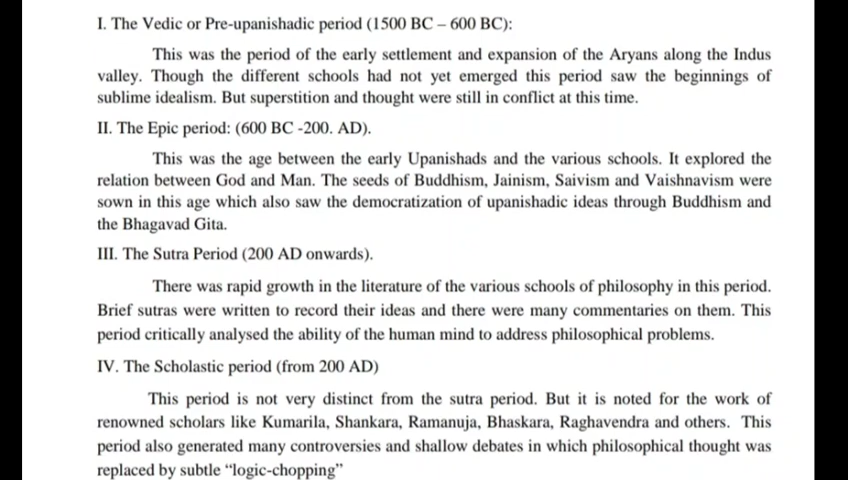 I. The Vedic or Pre-upanishadic period (1500 BC – 600 BC):
This was the period of the early settlement and expansion of the Aryans along the Indus
valley. Though the different schools had not yet emerged this period saw the beginnings of
sublime idealism. But superstition and thought were still in conflict at this time.
II. The Epic period: (600 BC -200. AD).
This was the age between the early Upanishads and the various schools. It explored the
relation between God and Man. The seeds of Buddhism, Jainism, Saivism and Vaishnavism were
sown in this age which also saw the democratization of upanishadic ideas through Buddhism and
the Bhagavad Gita.
III. The Sutra Period (200 AD onwards).
There was rapid growth in the literature of the various schools of philosophy in this period.
Brief sutras were written to record their ideas and there were many commentaries on them. This
period critically analysed the ability of the human mind to address philosophical problems.
IV. The Scholastic period (from 200 AD)
This period is not very distinct from the sutra period. But it is noted for the work of
renowned scholars like Kumarila, Shankara, Ramanuja, Bhaskara, Raghavendra and others. This
period also generated many controversies and shallow debates in which philosophical thought was
replaced by subtle “logic-chopping”